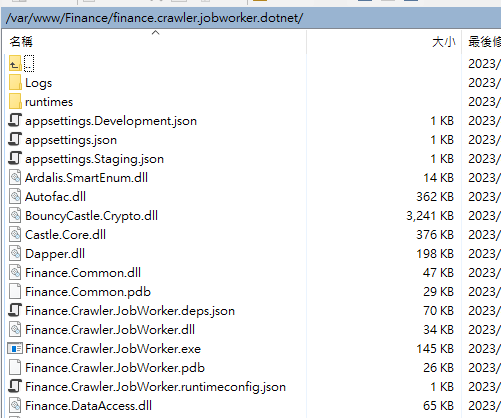 /var/www/Finance/finance.crawler.jobworker.dotnet/
名稱 大小 最後修
.. 2023/
Logs 2023/
runtimes 2023/
appsettings.Development.json 1 KB 2023/
appsettings.json 1 KB 2023/
appsettings.Staging.json 1 KB 2023/
Ardalis.SmartEnum.dll 14 KB 2023/
Autofac.dll 362 KB 2023/
BouncyCastle.Crypto.dll 3,241 KB 2023/
Castle.Core.dll 376 KB 2023/
Dapper.dll 198 KB 2023/
Finance.Common.dll 47 KB 2023/
Finance.Common.pdb 29 KB 2023/
Finance.Crawler.JobWorker.deps.json 70 KB 2023/
Finance.Crawler.JobWorker.dll 34 KB 2023/
Finance.Crawler.JobWorker.exe 145 KB 2023/
Finance.Crawler.JobWorker.pdb 26 KB 2023/
Finance.Crawler.JobWorker.runtimeconfig.json 1 KB 2023/
Finance.DataAccess.dll 65 KB 2023/